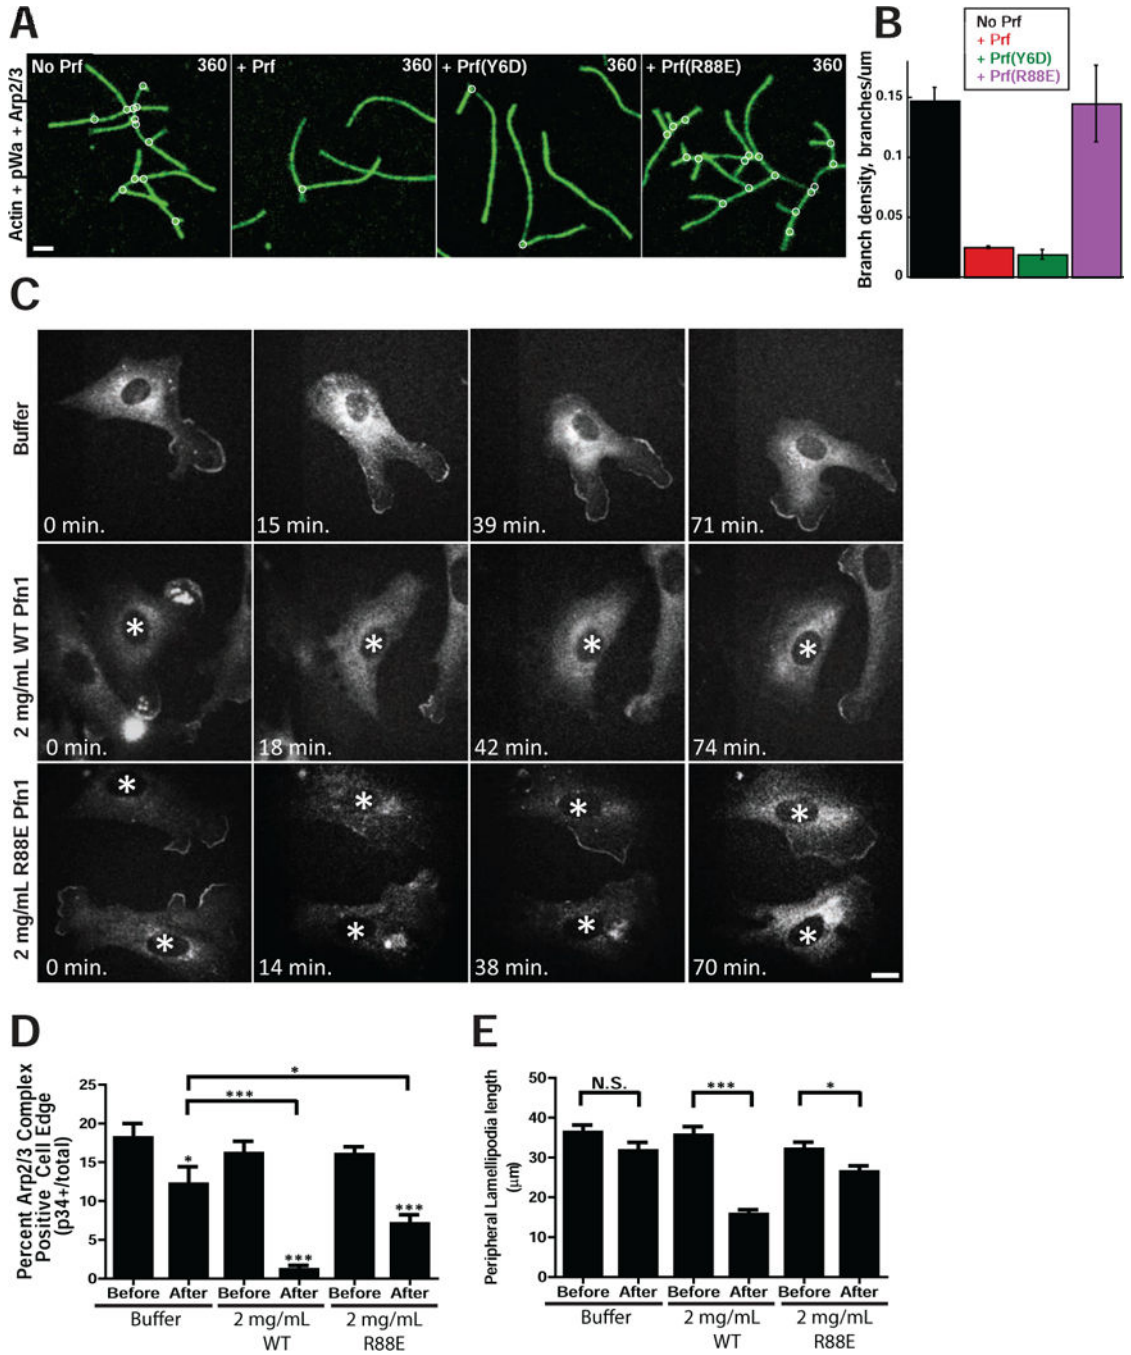 A
No Prf
360
+ Prf
360
+ Prf(Y6D)
360
+ Prf(R88E)
360
Actin + pWa + Arp2/3
B
No Prf
+ Prf
+ Prf(Y6D)
+ Prf(R88E)
Branch density, branches/um
0.15
0.1
0.05
0
C
Buffer
0 min.
15 min.
39 min.
71 min.
2 mg/mL WT Pfn1
*
*
*
*
0 min.
18 min.
42 min.
74 min.
2 mg/mL R88E Pfn1
*
*
*
*
*
*
*
*
0 min.
14 min.
38 min.
70 min.
D
Percent Arp2/3 Complex
Positive Cell Edge
(p34+/total)
25
20
15
10
5
0
*
***
*
***
***
Before
After
Before
After
Before
After
Buffer
2 mg/mL
WT
2 mg/mL
R88E
E
Peripheral Lamellipodia length
(µm)
50
40
30
20
10
0
N.S.
***
*
Before
After
Before
After
Before
After
Buffer
2 mg/mL
WT
2 mg/mL
R88E